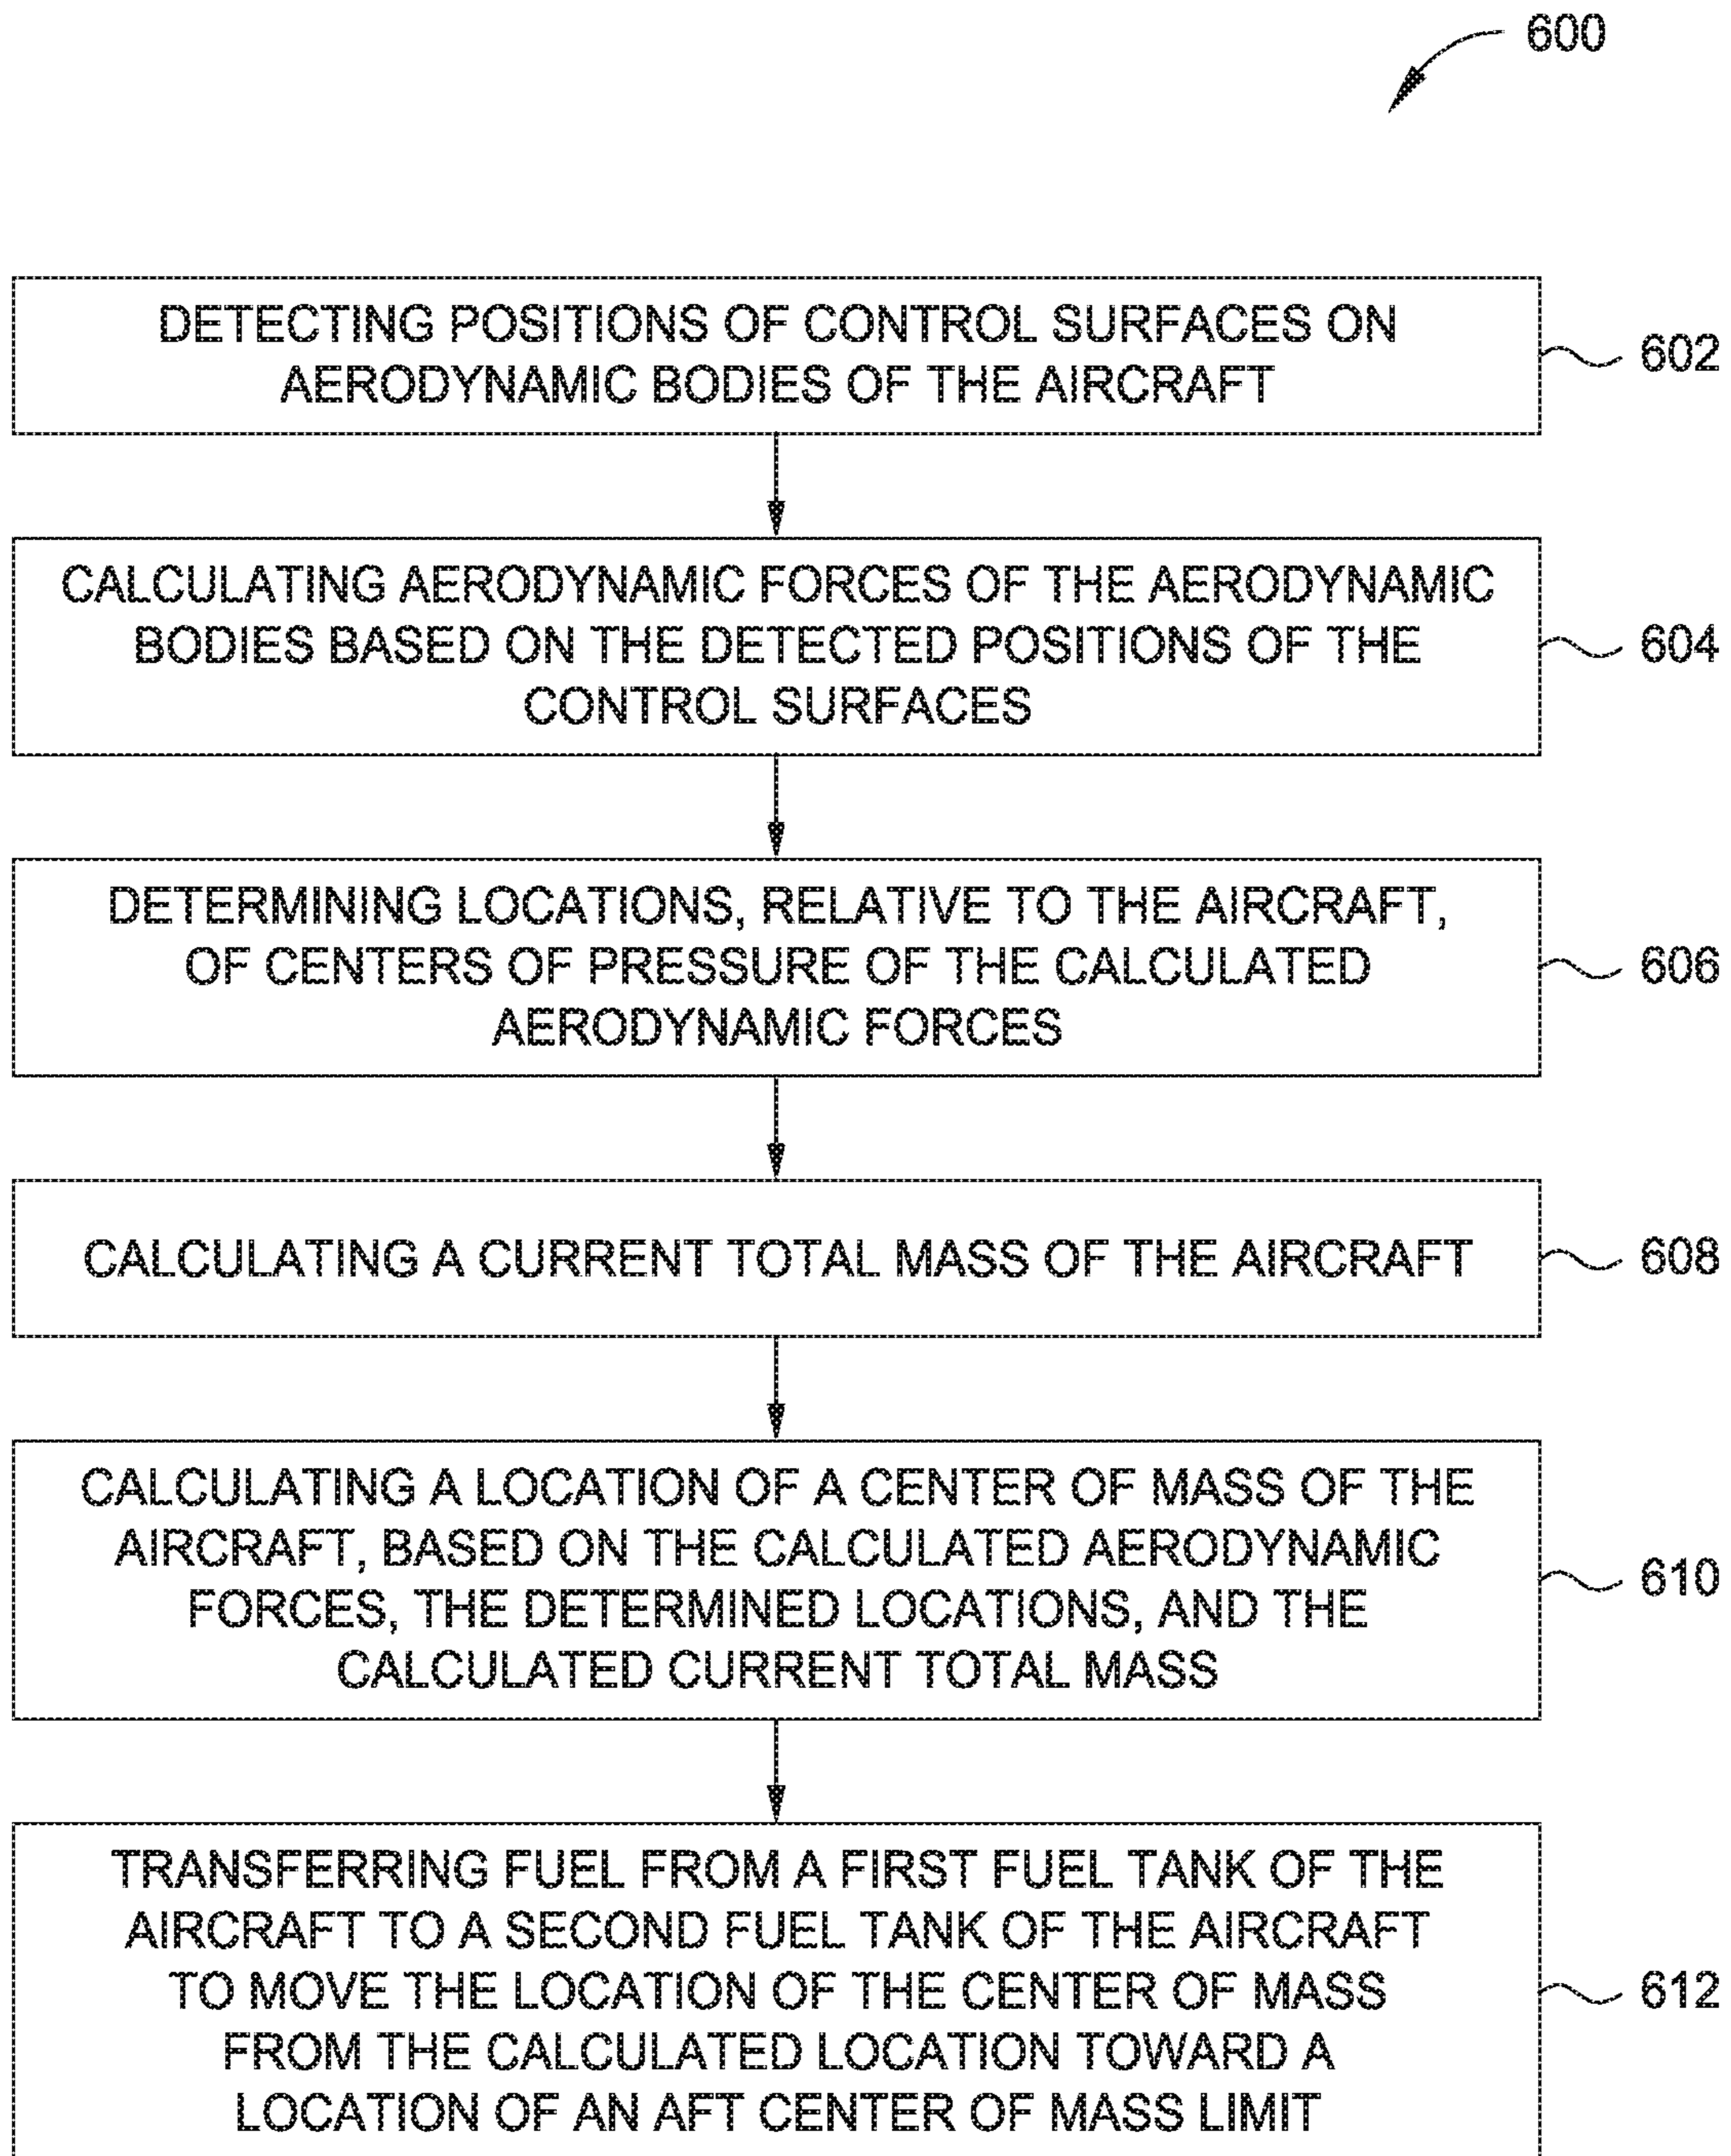 600
DETECTING POSITIONS OF CONTROL SURFACES ON
AERODYNAMIC BODIES OF THE AIRCRAFT
602
CALCULATING AERODYNAMIC FORCES OF THE AERODYNAMIC
BODIES BASED ON THE DETECTED POSITIONS OF THE
CONTROL SURFACES
604
DETERMINING LOCATIONS, RELATIVE TO THE AIRCRAFT,
OF CENTERS OF PRESSURE OF THE CALCULATED
AERODYNAMIC FORCES
606
CALCULATING A CURRENT TOTAL MASS OF THE AIRCRAFT
608
CALCULATING A LOCATION OF A CENTER OF MASS OF THE
AIRCRAFT, BASED ON THE CALCULATED AERODYNAMIC
FORCES, THE DETERMINED LOCATIONS, AND THE
CALCULATED CURRENT TOTAL MASS
610
TRANSFERRING FUEL FROM A FIRST FUEL TANK OF THE
AIRCRAFT TO A SECOND FUEL TANK OF THE AIRCRAFT
TO MOVE THE LOCATION OF THE CENTER OF MASS
FROM THE CALCULATED LOCATION TOWARD A
LOCATION OF AN AFT CENTER OF MASS LIMIT
612